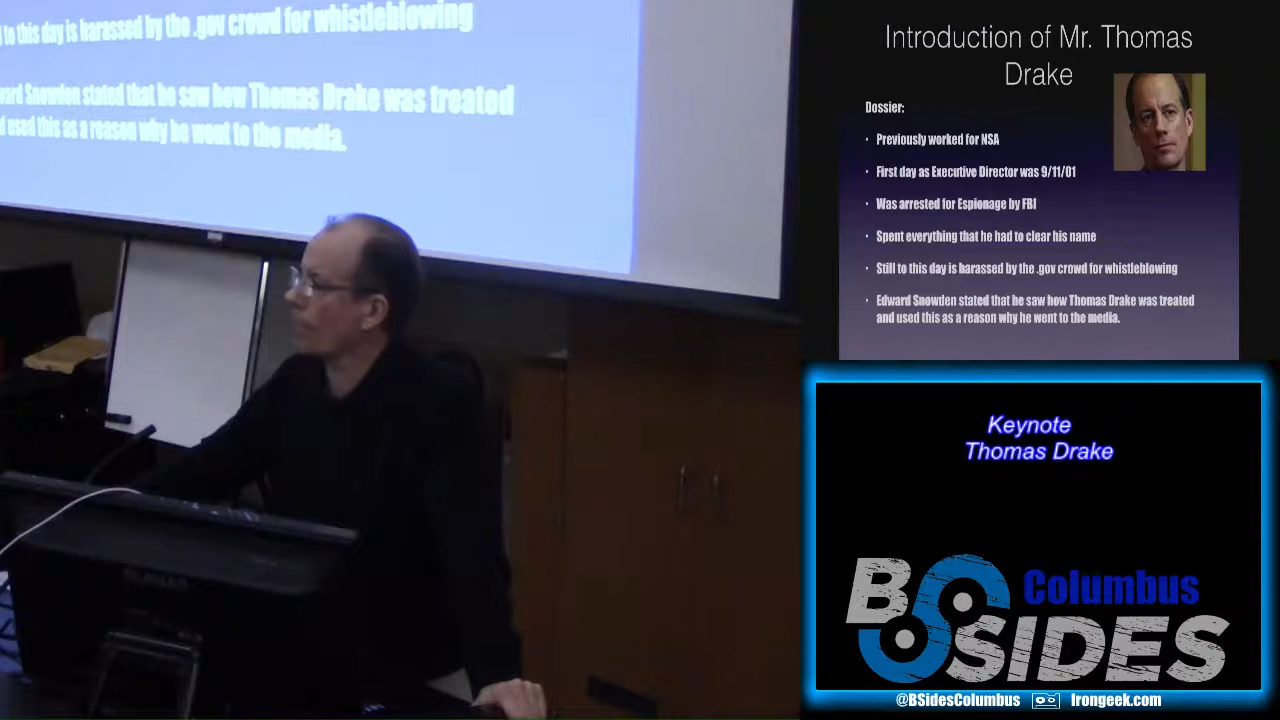 to this day is harassed by the .gov crowd for whistleblowing
Snowden stated that he saw how Thomas Drake was treated
used this as a reason why he went to the media.
Introduction of Mr. Thomas
Drake
Dossier:
• Previously worked for NSA
• First day as Executive Director was 9/11/01
• Was arrested for Espionage by FBI
• Spent everything that he had to clear his name
• Still to this day is harassed by the .gov crowd for whistleblowing
• Edward Snowden stated that he saw how Thomas Drake was treated
and used this as a reason why he went to the media.
Keynote
Thomas Drake
BSIDES
Columbus
@BSidesColumbus Irongeek.com